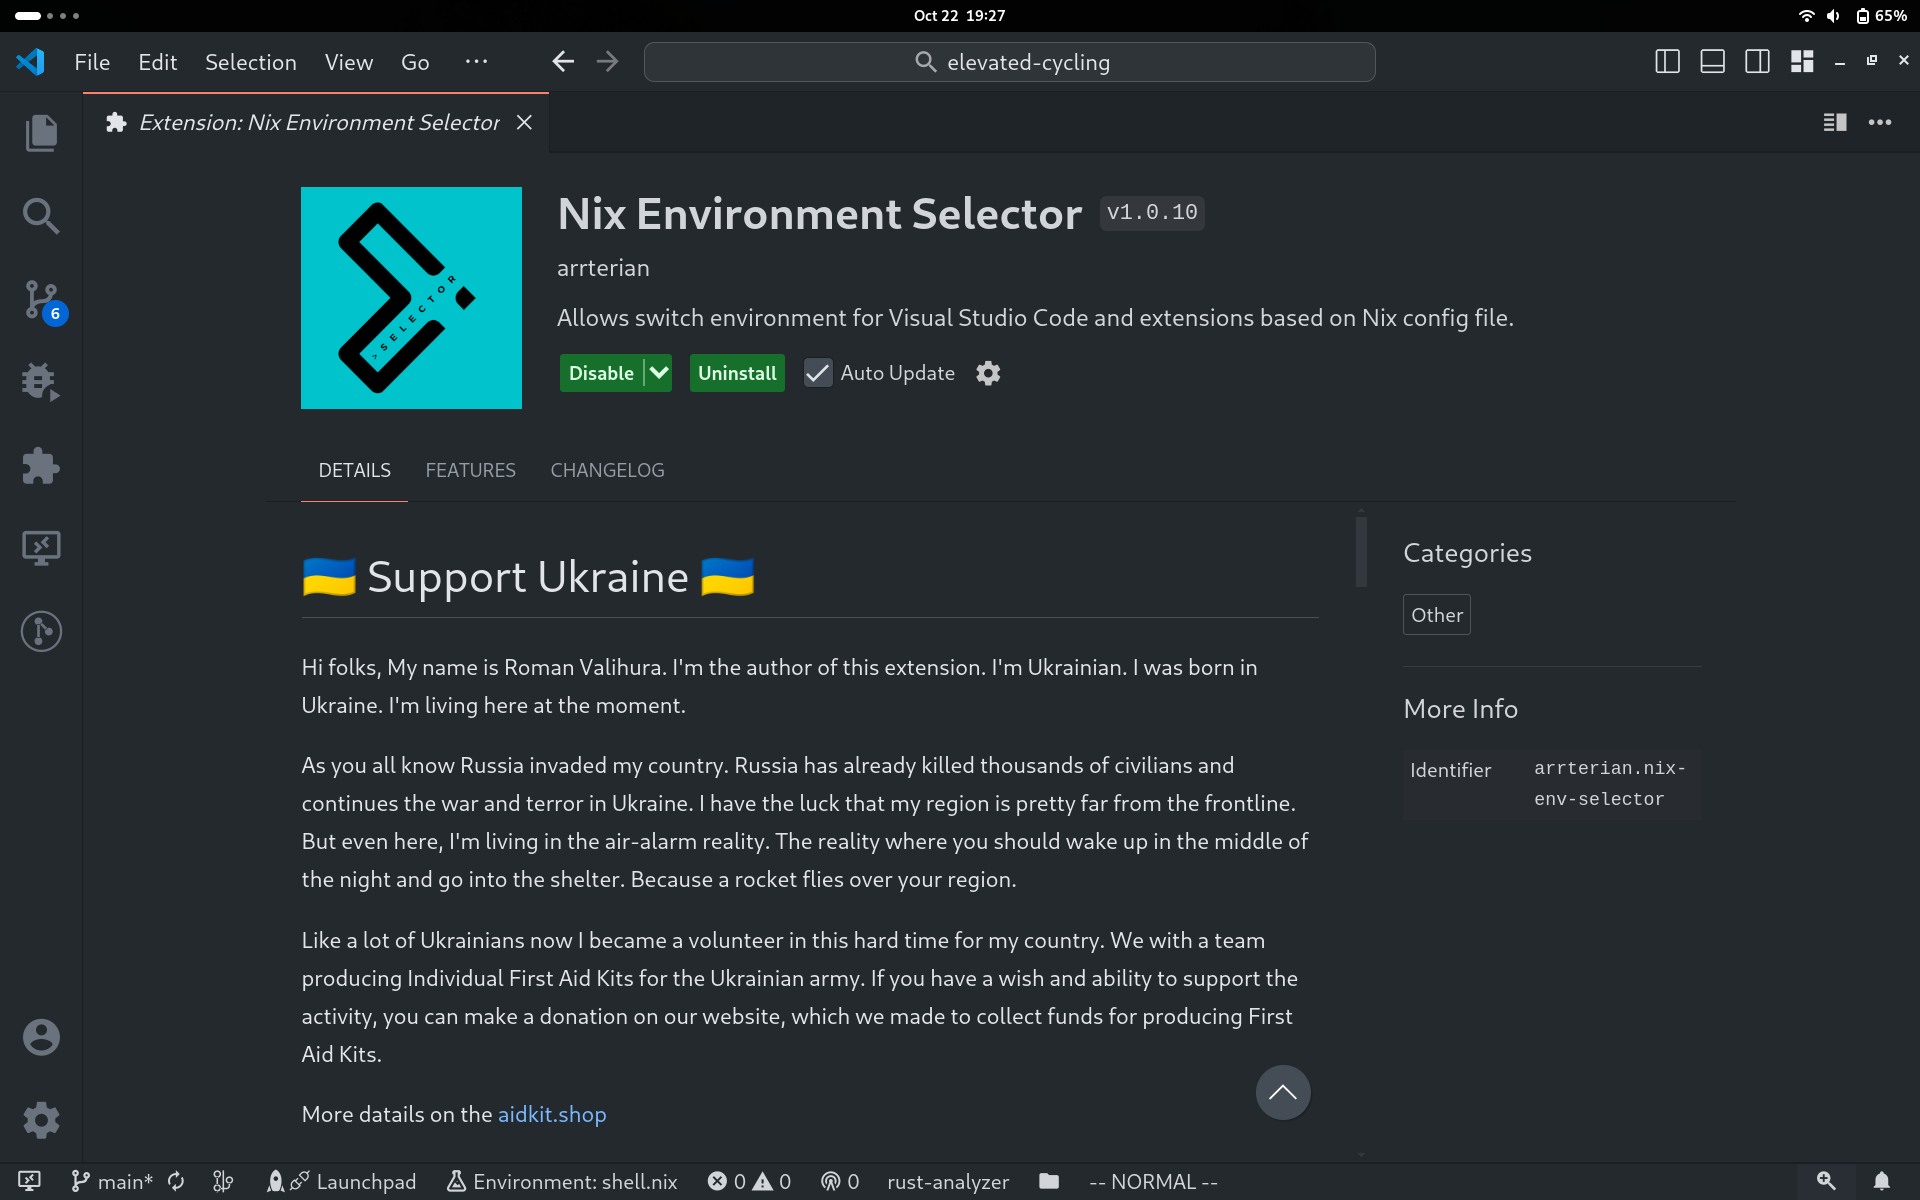 Oct 22 19:27
65%
File Edit Selection View Go
elevated-cycling
Extension: Nix Environment Selector
6
> SELECTOR
Nix Environment Selector v1.0.10
arrterian
Allows switch environment for Visual Studio Code and extensions based on Nix config file.
Disable Uninstall Auto Update
DETAILS FEATURES CHANGELOG
🇺🇦 Support Ukraine 🇺🇦
Hi folks, My name is Roman Valihura. I'm the author of this extension. I'm Ukrainian. I was born in
Ukraine. I'm living here at the moment.
As you all know Russia invaded my country. Russia has already killed thousands of civilians and
continues the war and terror in Ukraine. I have the luck that my region is pretty far from the frontline.
But even here, I'm living in the air-alarm reality. The reality where you should wake up in the middle of
the night and go into the shelter. Because a rocket flies over your region.
Like a lot of Ukrainians now I became a volunteer in this hard time for my country. We with a team
producing Individual First Aid Kits for the Ukrainian army. If you have a wish and ability to support the
activity, you can make a donation on our website, which we made to collect funds for producing First
Aid Kits.
More datails on the aidkit.shop
Categories
Other
More Info
Identifier arrterian.nix-
env-selector
main* Launchpad Environment: shell.nix 0 0 0 rust-analyzer -- NORMAL --